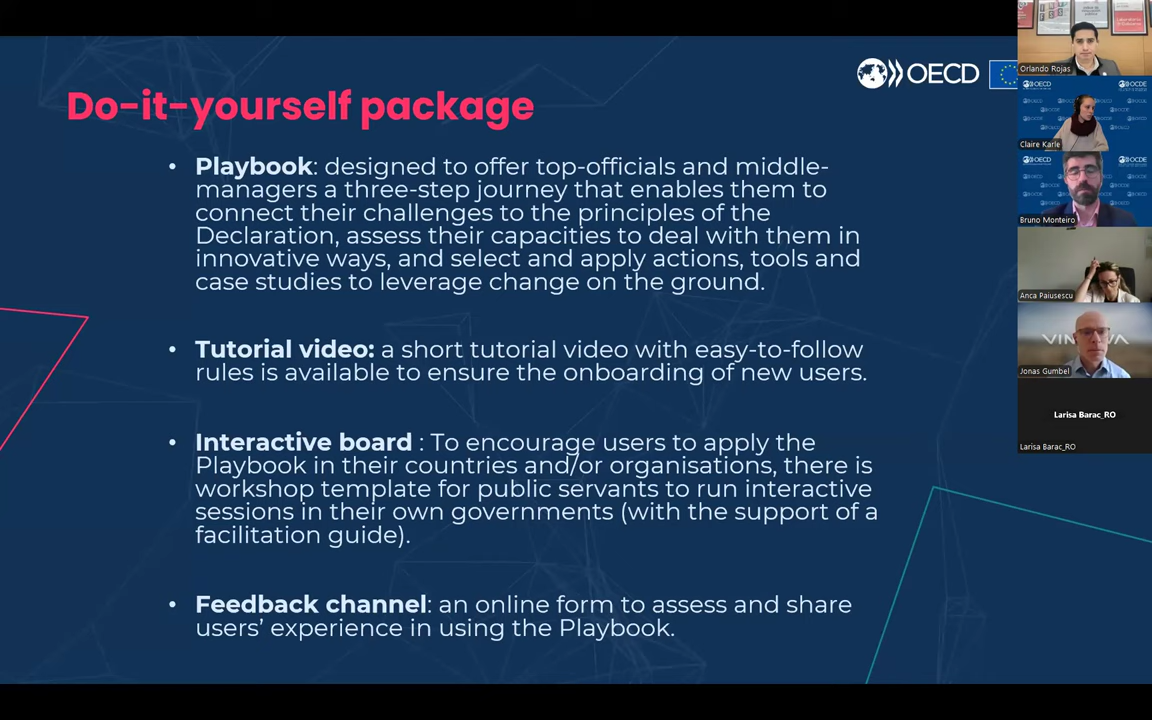 OECD
Do-it-yourself package
• Playbook: designed to offer top-officials and middle-
managers a three-step journey that enables them to
connect their challenges to the principles of the
Declaration, assess their capacities to deal with them in
innovative ways, and select and apply actions, tools and
case studies to leverage change on the ground.
• Tutorial video: a short tutorial video with easy-to-follow
rules is available to ensure the onboarding of new users.
• Interactive board : To encourage users to apply the
Playbook in their countries and/or organisations, there is
workshop template for public servants to run interactive
sessions in their own governments (with the support of a
facilitation guide).
• Feedback channel: an online form to assess and share
users’ experience in using the Playbook.
Orlando Rojas
OECD
OCDE
Claire Karle
OECD
OCDE
Bruno Monteiro
Anca Paiusescu
Jonas Gumbel
Larisa Barac_RO
Larisa Barac_RO